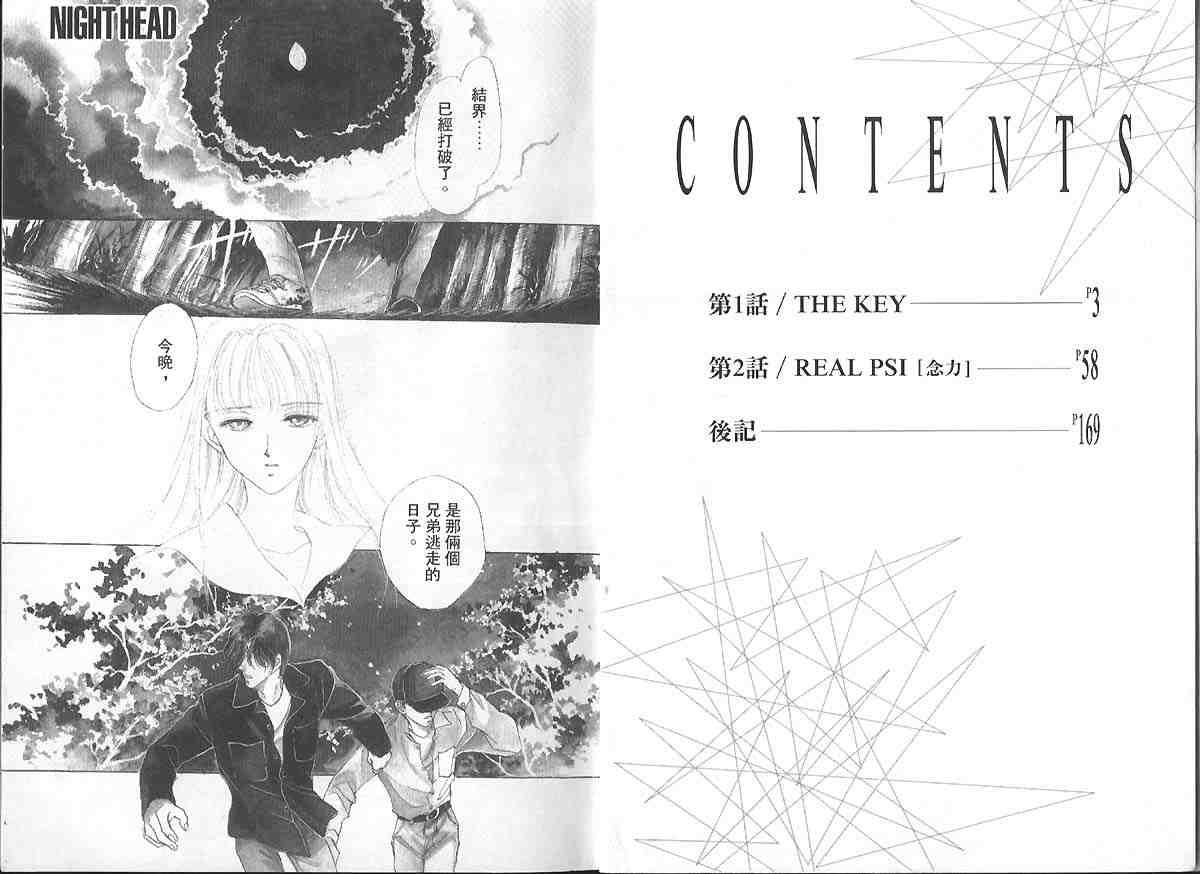 CONTENTS
第1話 / THE KEY P3
第2話 / REAL PSI [念力] P58
後記 P169
NIGHT HEAD
結界……
已經打破了。
今晚，
是那倆個
兄弟逃走的
日子。